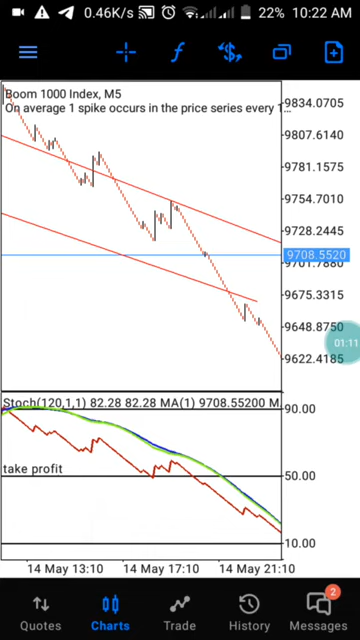 0.46K/s 22% 10:22 AM
Boom 1000 Index, M5
On average 1 spike occurs in the price series every 1...
9834.0705
9807.6140
9781.1575
9754.7010
9728.2445
9708.5520
9701.7880
9675.3315
9648.8750
01:11
9622.4185
Stoch(120,1,1) 82.28 82.28 MA(1) 9708.55200 M
90.00
take profit
50.00
10.00
14 May 13:10 14 May 17:10 14 May 21:10
2
Quotes Charts Trade History Messages